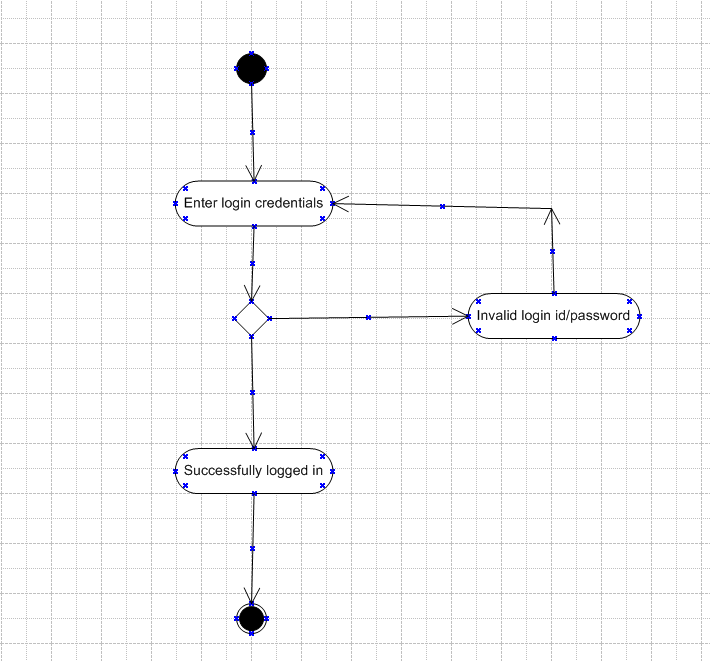 Enter login credentials
Invalid login id/password
Successfully logged in